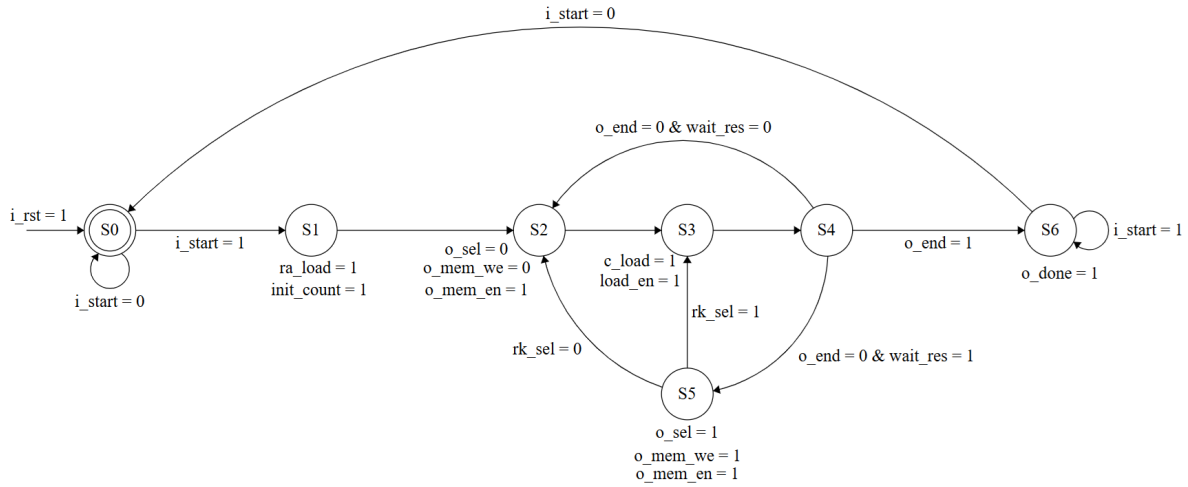 i_start = 0
o_end = 0 & wait_res = 0
i_rst = 1
S0
i_start = 1
S1
S2
S3
S4
o_end = 1
S6
i_start = 1
i_start = 0
ra_load = 1
init_count = 1
o_sel = 0
o_mem_we = 0
o_mem_en = 1
c_load = 1
load_en = 1
o_done = 1
rk_sel = 1
rk_sel = 0
o_end = 0 & wait_res = 1
S5
o_sel = 1
o_mem_we = 1
o_mem_en = 1